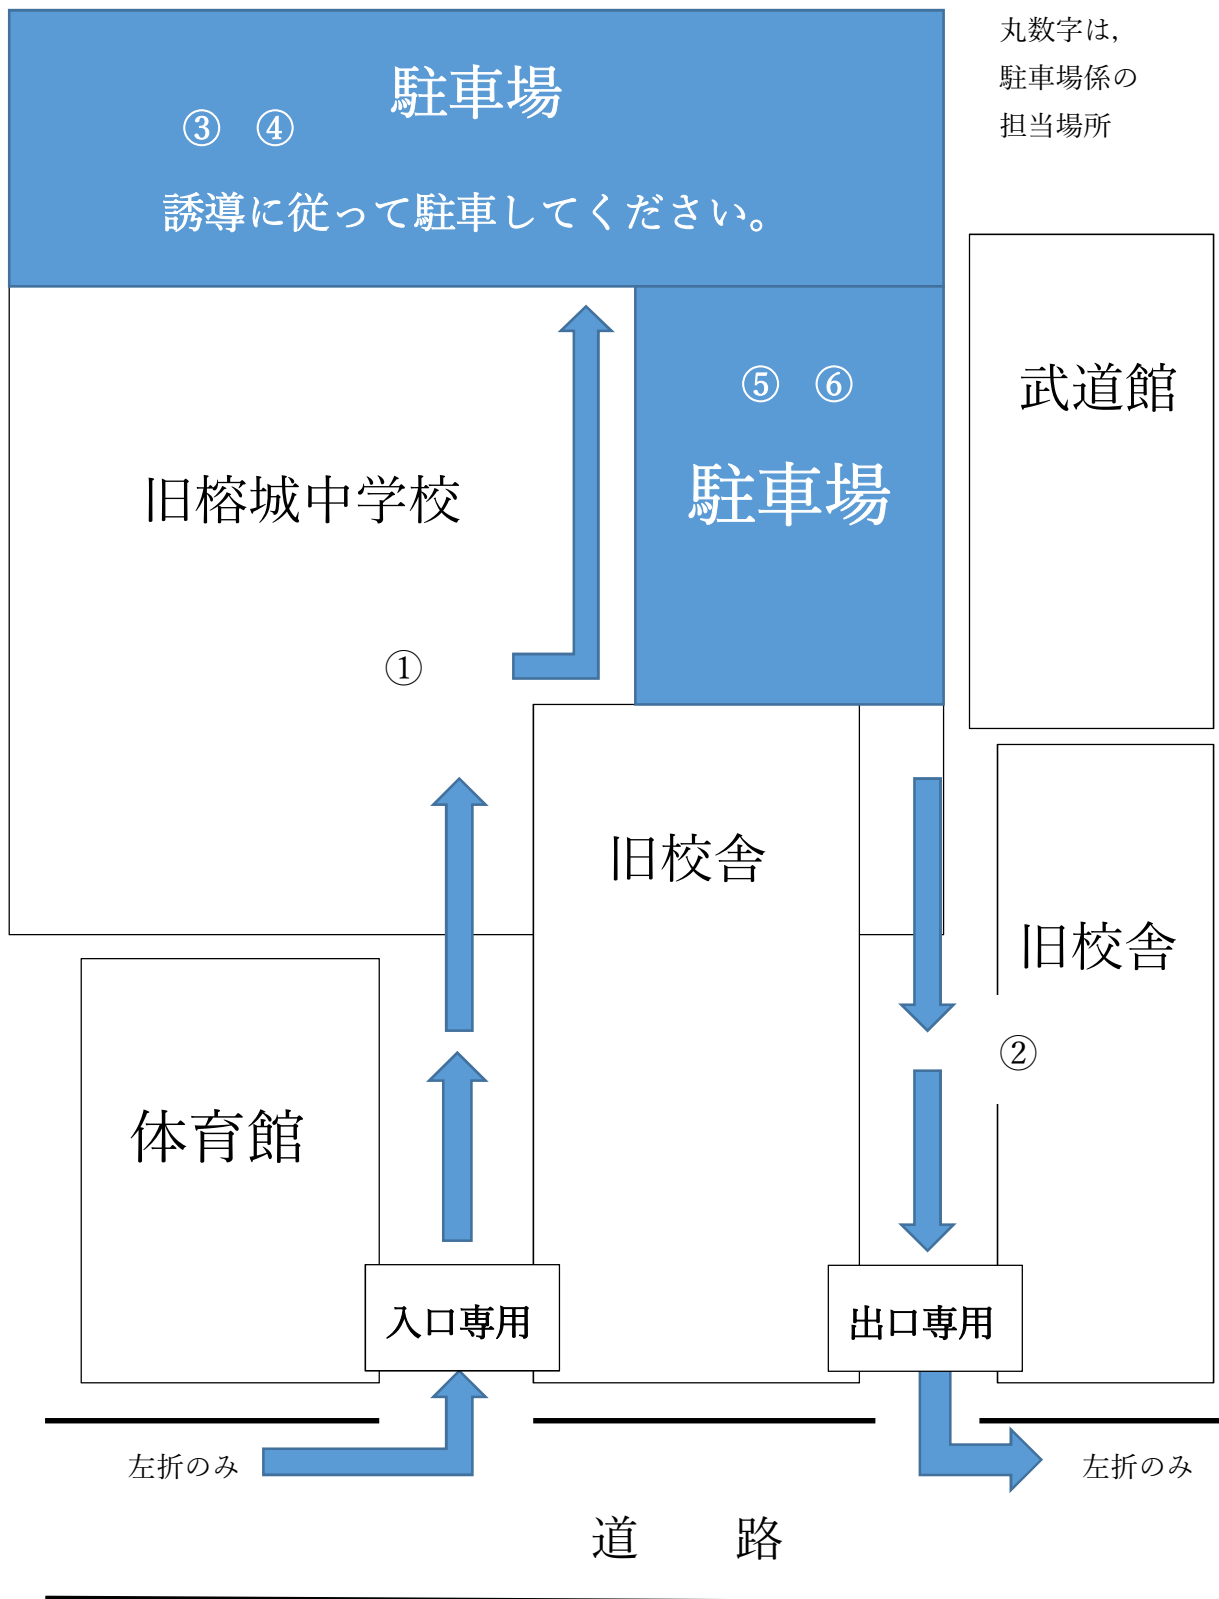 丸数字は,
駐車場係の
担当場所
駐車場
③ ④
誘導に従って駐車してください。
⑤ ⑥
駐車場
武道館
旧榕城中学校
①
旧校舎
旧校舎
②
体育館
入口専用
出口専用
左折のみ
左折のみ
道 路